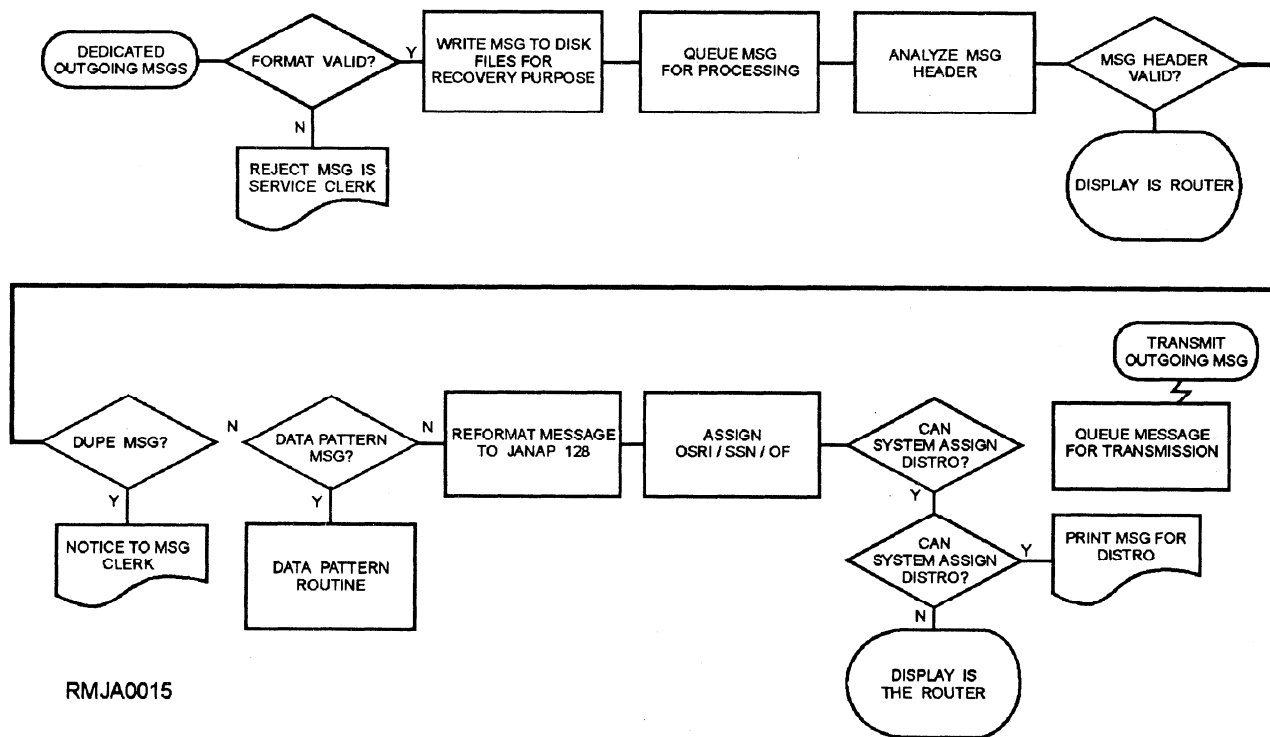 DEDICATED
OUTGOING MSGS
FORMAT VALID?
Y
WRITE MSG TO DISK
FILES FOR
RECOVERY PURPOSE
QUEUE MSG
FOR PROCESSING
ANALYZE MSG
HEADER
MSG HEADER
VALID?
N
REJECT MSG IS
SERVICE CLERK
DISPLAY IS ROUTER
TRANSMIT
OUTGOING MSG
DUPE MSG?
N
DATA PATTERN
MSG?
N
REFORMAT MESSAGE
TO JANAP 128
ASSIGN
OSRI / SSN / OF
CAN
SYSTEM ASSIGN
DISTRO?
QUEUE MESSAGE
FOR TRANSMISSION
Y
Y
Y
NOTICE TO MSG
CLERK
DATA PATTERN
ROUTINE
CAN
SYSTEM ASSIGN
DISTRO?
Y
PRINT MSG FOR
DISTRO
N
DISPLAY IS
THE ROUTER
RMJA0015